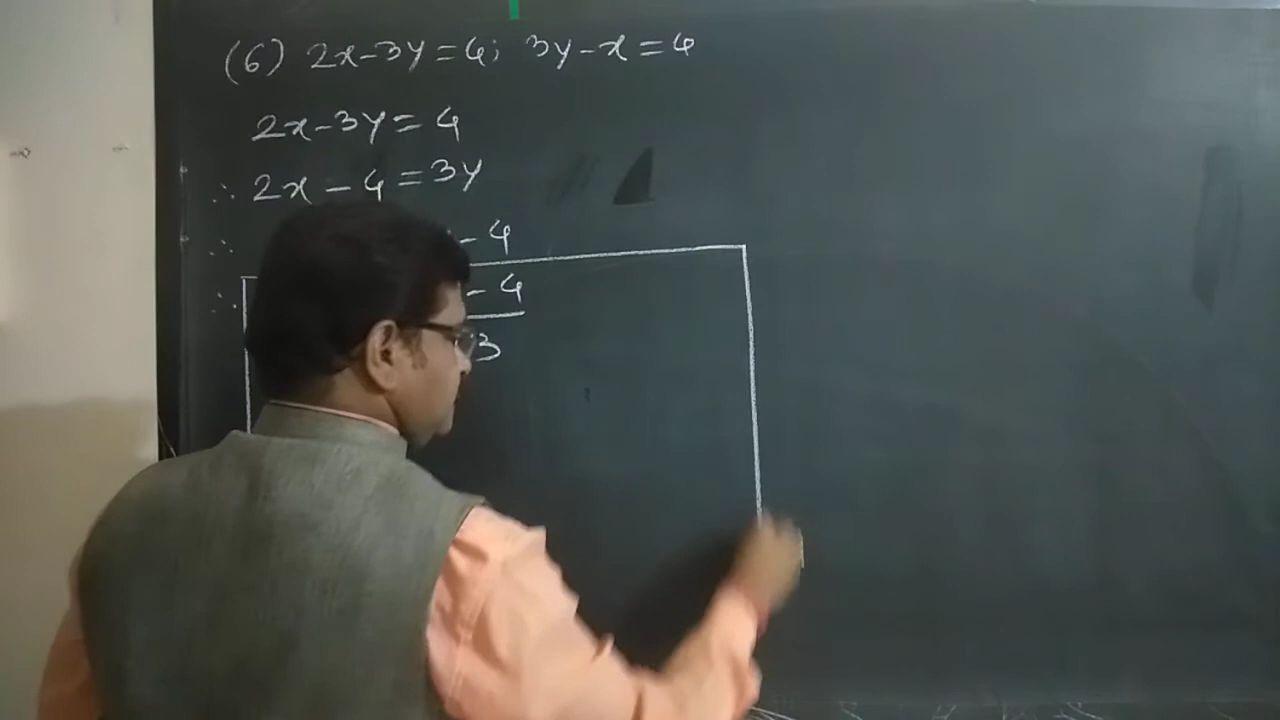 (6) 2x-3y=4; 3y-x=4
2x-3y=4
∴ 2x-4=3y
∴ -4
∴ -4
3